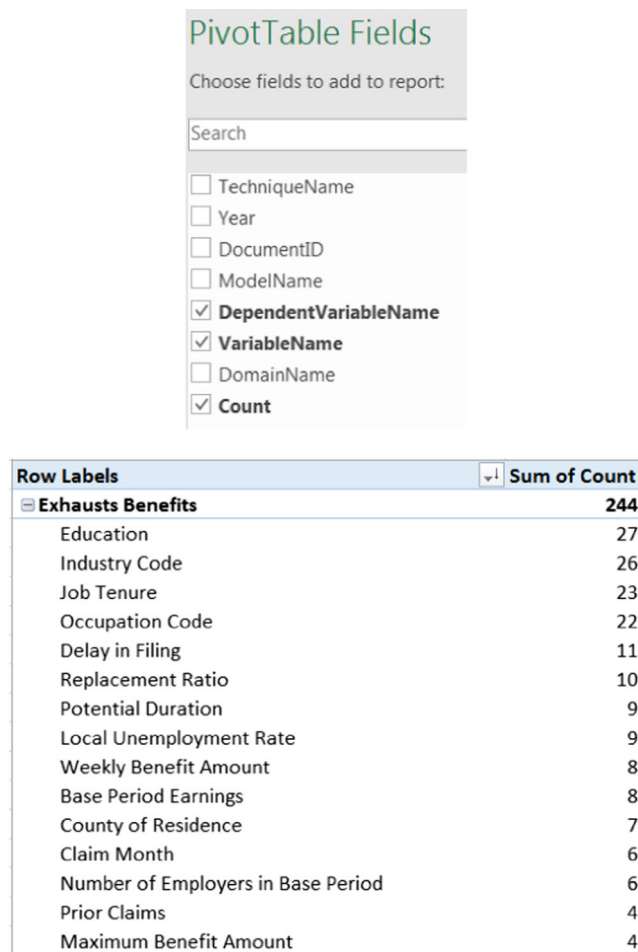 PivotTable Fields
Choose fields to add to report:
Search
TechniqueName
Year
DocumentID
ModelName
DependentVariableName
VariableName
DomainName
Count
Row Labels Sum of Count
Exhausts Benefits 244
Education 27
Industry Code 26
Job Tenure 23
Occupation Code 22
Delay in Filing 11
Replacement Ratio 10
Potential Duration 9
Local Unemployment Rate 9
Weekly Benefit Amount 8
Base Period Earnings 8
County of Residence 7
Claim Month 6
Number of Employers in Base Period 6
Prior Claims 4
Maximum Benefit Amount 4